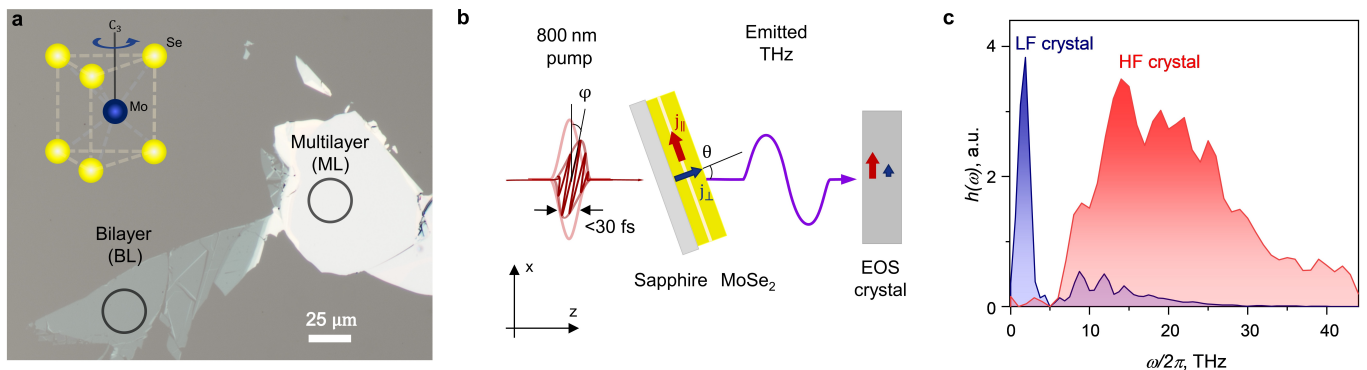 a
C₃
Se
Mo
Multilayer
(ML)
Bilayer
(BL)
25 μm
b
800 nm
pump
φ
<30 fs
x
z
Emitted
THz
j∥
θ
j⊥
Sapphire MoSe₂
EOS
crystal
c
LF crystal
HF crystal
h(ω), a.u.
4
2
0
0 10 20 30 40
ω/2π, THz